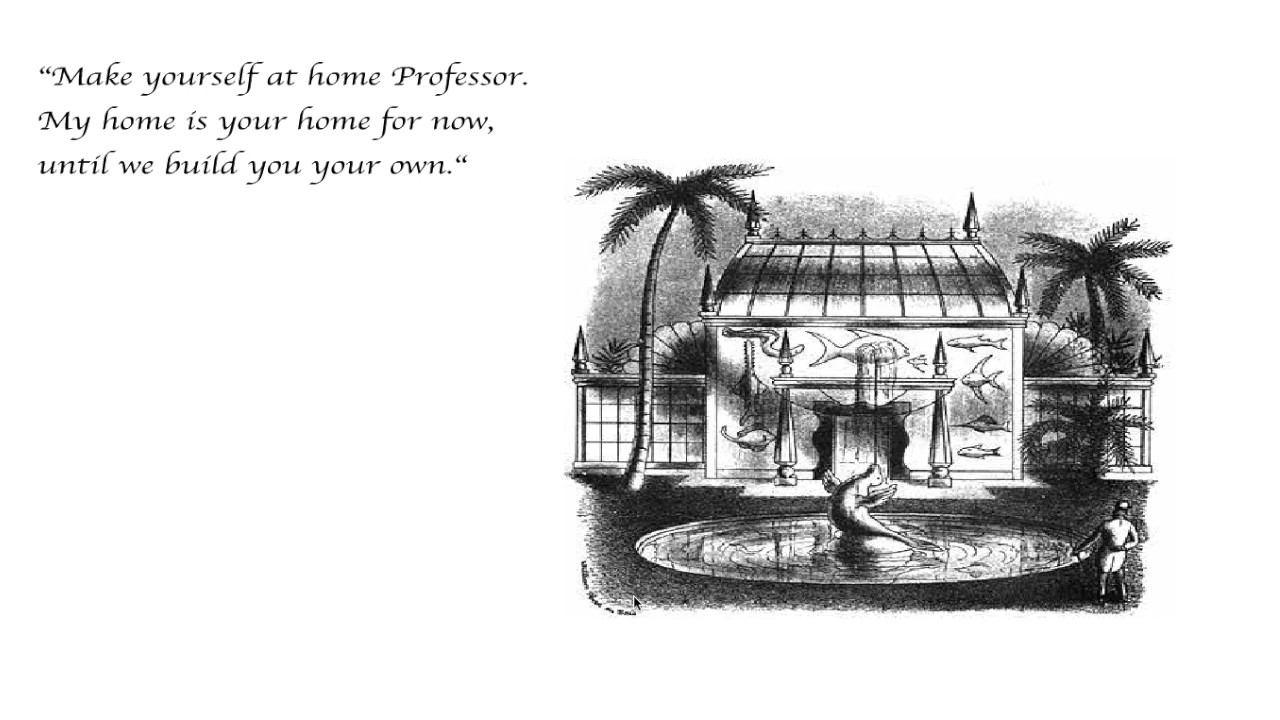 “Make yourself at home Professor.
My home is your home for now,
until we build you your own.“